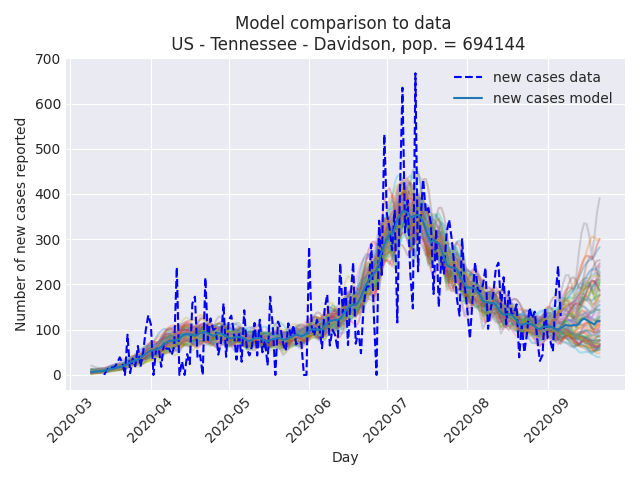 Model comparison to data
US - Tennessee - Davidson, pop. = 694144
new cases data
new cases model
Number of new cases reported
700
600
500
400
300
200
100
0
2020-03
2020-04
2020-05
2020-06
2020-07
2020-08
2020-09
Day